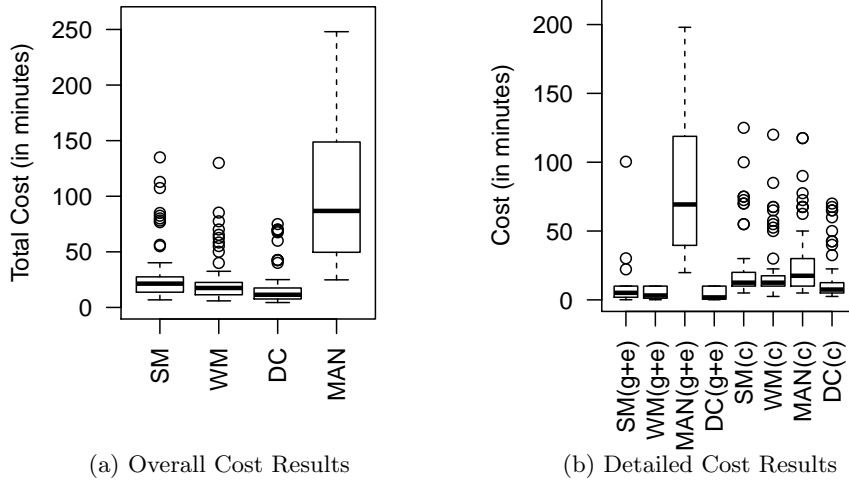 Total Cost (in minutes)
250
200
150
100
50
0
SM
WM
DC
MAN
(a) Overall Cost Results
Cost (in minutes)
200
150
100
50
0
SM(g+e)
WM(g+e)
MAN(g+e)
DC(g+e)
SM(c)
WM(c)
MAN(c)
DC(c)
(b) Detailed Cost Results